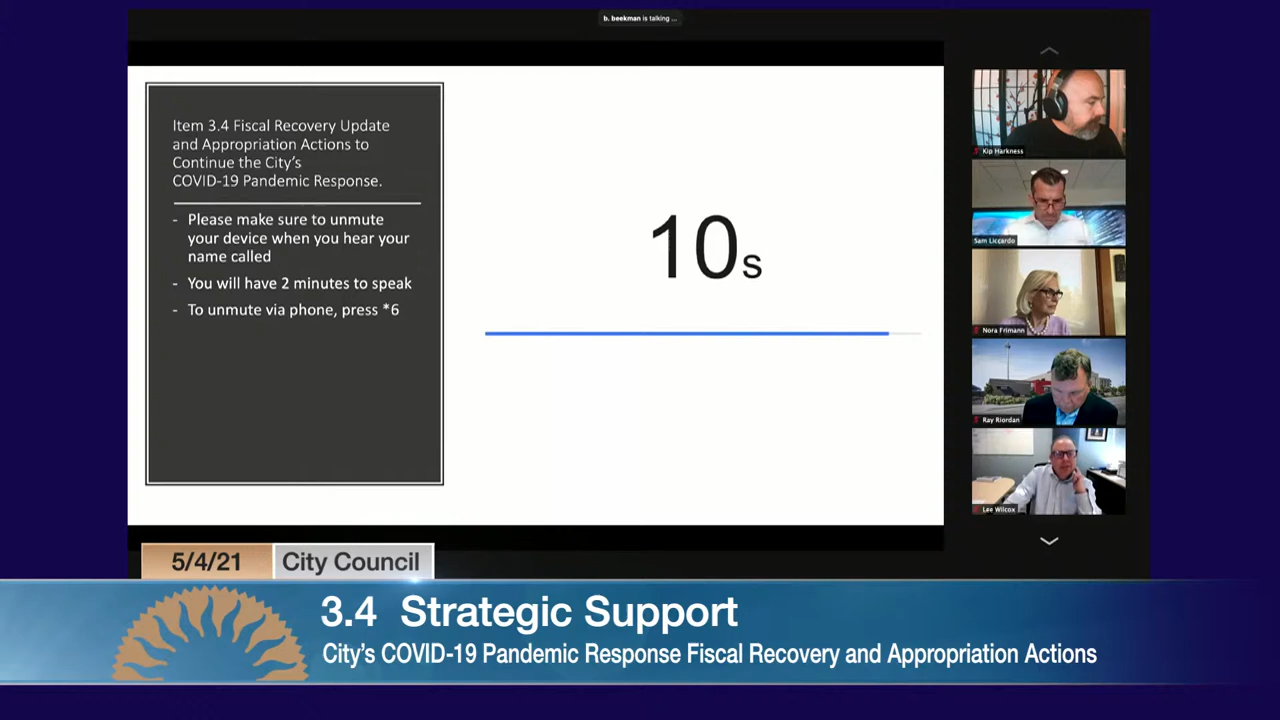 b. beekman is talking ...
Item 3.4 Fiscal Recovery Update
and Appropriation Actions to
Continue the City's
COVID-19 Pandemic Response.
- Please make sure to unmute
your device when you hear your
name called
- You will have 2 minutes to speak
- To unmute via phone, press *6
10s
Kip Harkness
Sam Liccardo
Nora Frimann
Ray Riordan
Lee Wilcox
5/4/21 City Council
3.4 Strategic Support
City's COVID-19 Pandemic Response Fiscal Recovery and Appropriation Actions